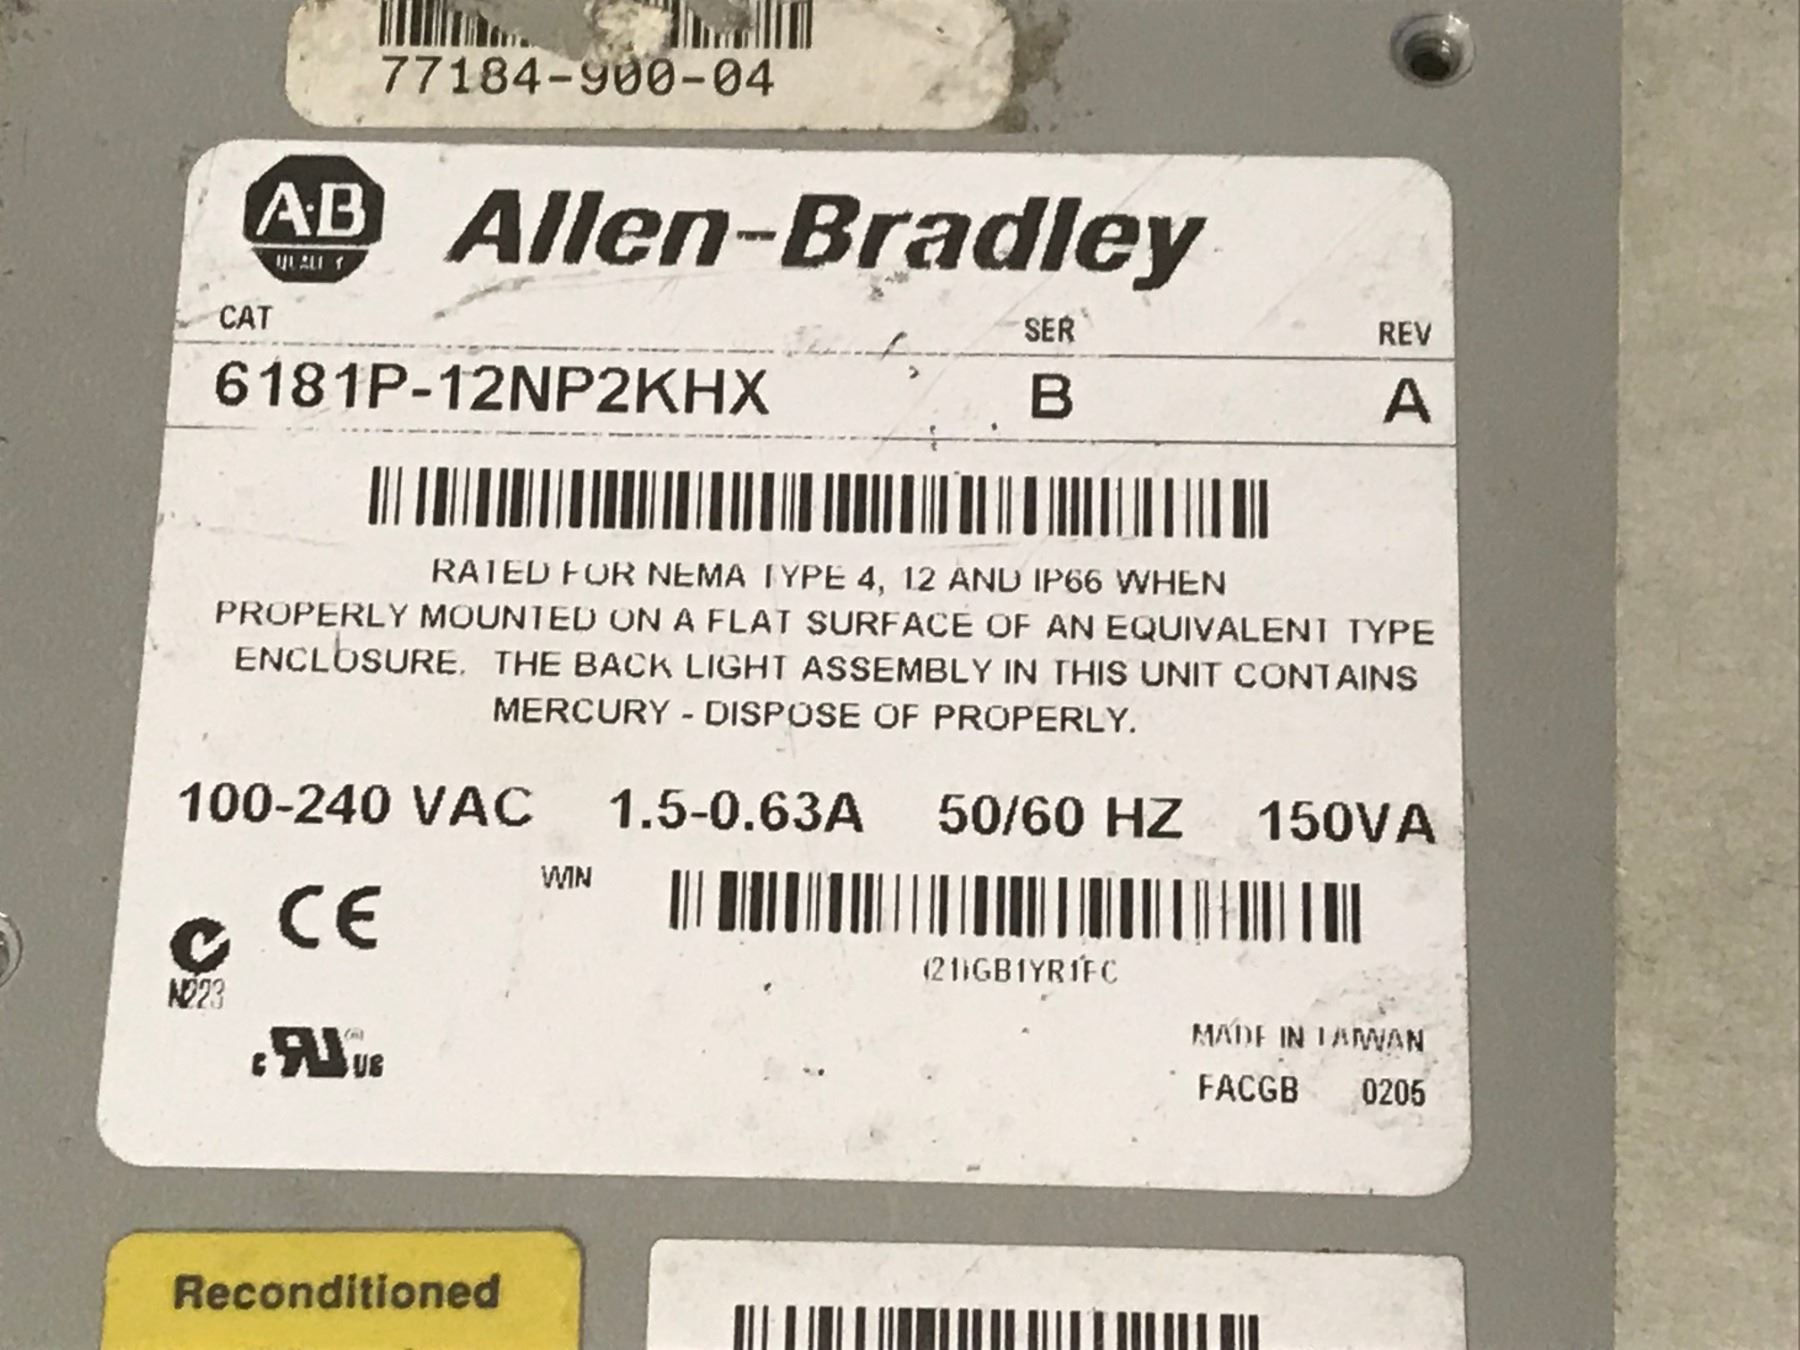 77184-900-04
A·B
QUALITY
Allen-Bradley
CAT SER REV
6181P-12NP2KHX B A
RATED FOR NEMA TYPE 4, 12 AND IP66 WHEN
PROPERLY MOUNTED ON A FLAT SURFACE OF AN EQUIVALENT TYPE
ENCLOSURE. THE BACK LIGHT ASSEMBLY IN THIS UNIT CONTAINS
MERCURY - DISPOSE OF PROPERLY.
100-240 VAC 1.5-0.63A 50/60 HZ 150VA
WIN
CE
(21)GB1YR1FC
N223
c RU ® US
MADE IN TAIWAN
FACGB 0205
Reconditioned